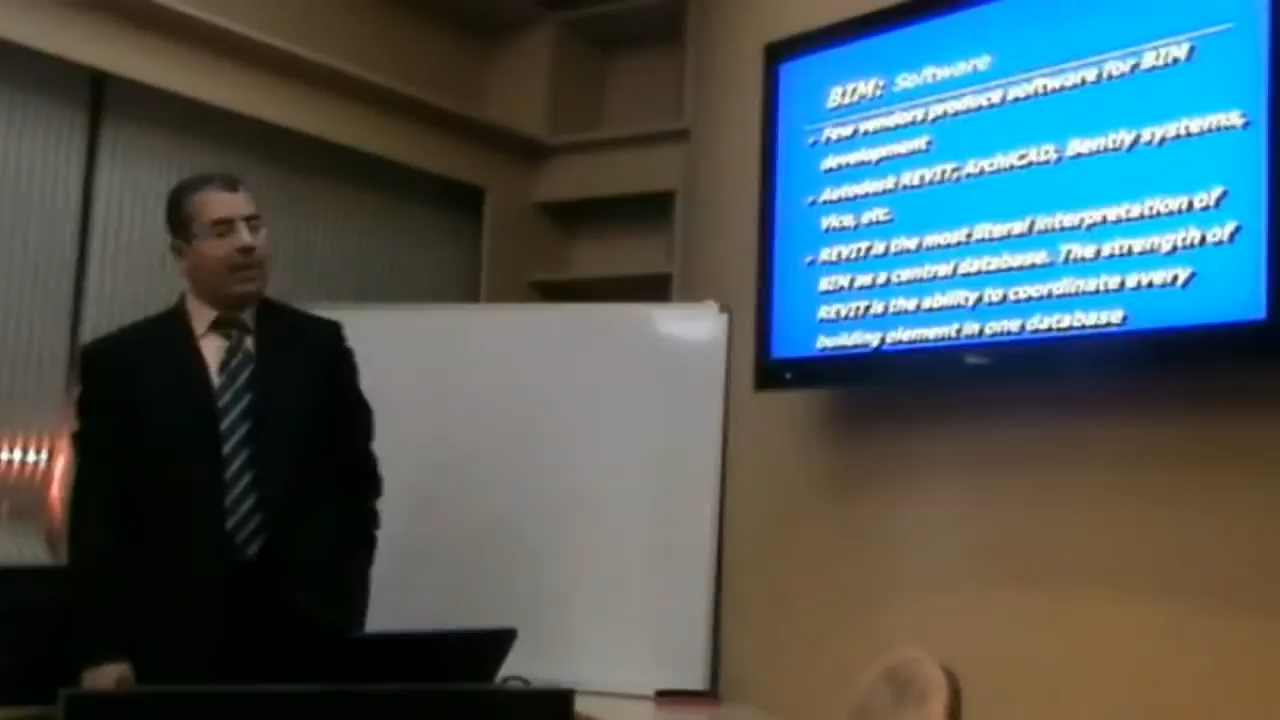 BIM: Software
Few vendors produce software for BIM
development
Autodesk REVIT, ArchiCAD, Bently systems,
Vico, etc.
REVIT is the most literal interpretation of
BIM as a central database. The strength of
REVIT is the ability to coordinate every
building element in one database